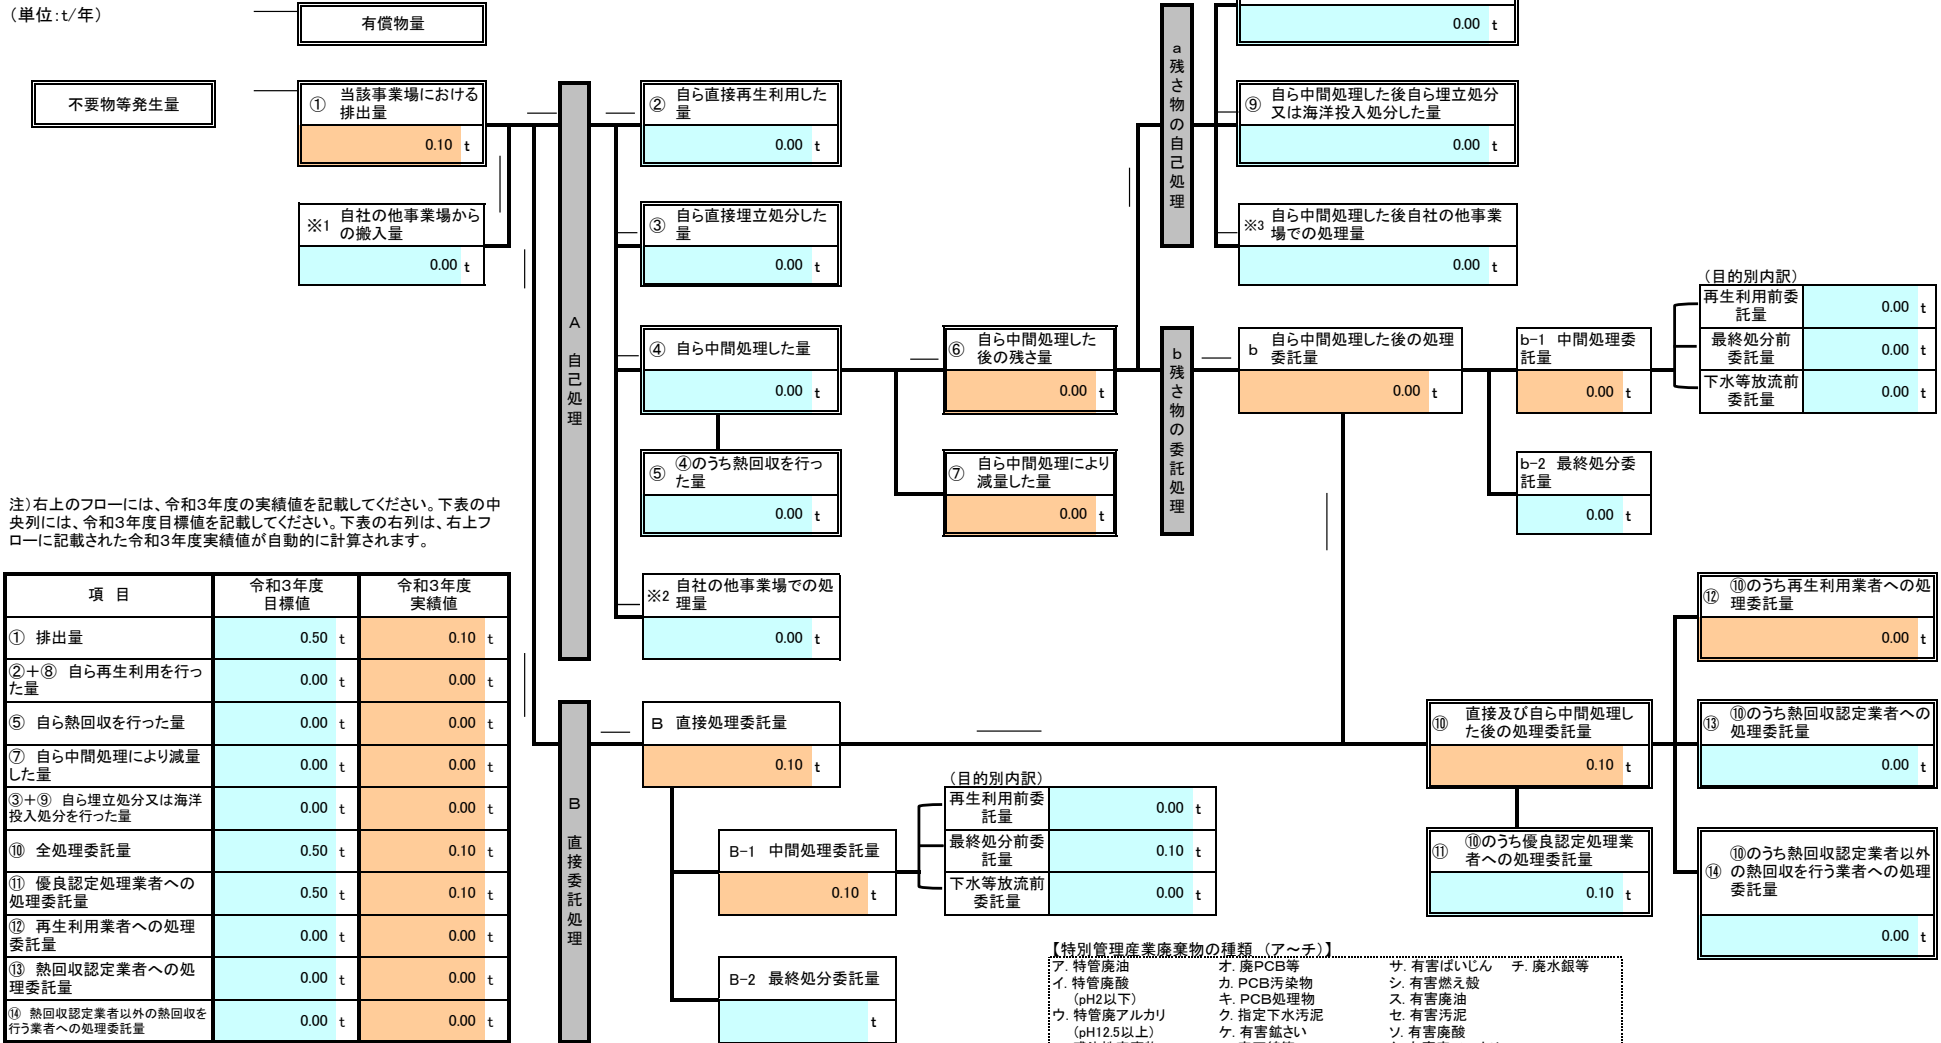 （単位：t/年）
有償物量
0.00 t
不要物等発生量
① 当該事業場における
排出量
0.10 t
② 自ら直接再生利用した
量
0.00 t
a 残さ物の自己処理
⑨ 自ら中間処理した後自ら埋立処分
又は海洋投入処分した量
0.00 t
※1 自社の他事業場から
の搬入量
0.00 t
③ 自ら直接埋立処分した
量
0.00 t
※3 自ら中間処理した後自社の他事業
場での処理量
0.00 t
A 自己処理
④ 自ら中間処理した量
0.00 t
⑥ 自ら中間処理した
後の残さ量
0.00 t
b 残さ物の委託処理
b 自ら中間処理した後の処理
委託量
0.00 t
b-1 中間処理委
託量
0.00 t
（目的別内訳）
再生利用前委
託量
0.00 t
最終処分前
委託量
0.00 t
下水等放流前
委託量
0.00 t
⑤ ④のうち熱回収を行っ
た量
0.00 t
⑦ 自ら中間処理により
減量した量
0.00 t
b-2 最終処分委
託量
0.00 t
注）右上のフローには、令和3年度の実績値を記載してください。下表の中
央列には、令和3年度目標値を記載してください。下表の右列は、右上フ
ローに記載された令和3年度実績値が自動的に計算されます。
※2 自社の他事業場での処
理量
0.00 t
項 目
令和3年度
目標値
令和3年度
実績値
① 排出量 0.50 t 0.10 t
②＋⑧ 自ら再生利用を行っ
た量
0.00 t 0.00 t
⑤ 自ら熱回収を行った量 0.00 t 0.00 t
⑦ 自ら中間処理により減量
した量
0.00 t 0.00 t
③＋⑨ 自ら埋立処分又は海洋
投入処分を行った量
0.00 t 0.00 t
⑩ 全処理委託量 0.50 t 0.10 t
⑪ 優良認定処理業者への
処理委託量
0.50 t 0.10 t
⑫ 再生利用業者への処理
委託量
0.00 t 0.00 t
⑬ 熱回収認定業者への処
理委託量
0.00 t 0.00 t
⑭ 熱回収認定業者以外の熱回収を
行う業者への処理委託量
0.00 t 0.00 t
B 直接委託処理
B 直接処理委託量
0.10 t
B-1 中間処理委託量
0.10 t
（目的別内訳）
再生利用前委
託量
0.00 t
最終処分前委
託量
0.10 t
下水等放流前
委託量
0.00 t
B-2 最終処分委託量
t
⑩ 直接及び自ら中間処理し
た後の処理委託量
0.10 t
⑪ ⑩のうち優良認定処理業
者への処理委託量
0.10 t
⑫ ⑩のうち再生利用業者への処
理委託量
0.00 t
⑬ ⑩のうち熱回収認定業者への
処理委託量
0.00 t
⑭ ⑩のうち熱回収認定業者以外
の熱回収を行う業者への処理
委託量
0.00 t
【特別管理産業廃棄物の種類 （ア～チ）】
ア. 特管廃油 オ. 廃PCB等 サ. 有害ばいじん チ. 廃水銀等
イ. 特管廃酸 カ. PCB汚染物 シ. 有害燃え殻
（pH2以下） キ. PCB処理物 ス. 有害廃油
ウ. 特管廃アルカリ ク. 指定下水汚泥 セ. 有害汚泥
（pH12.5以上） ケ. 有害鉱さい ソ. 有害廃酸